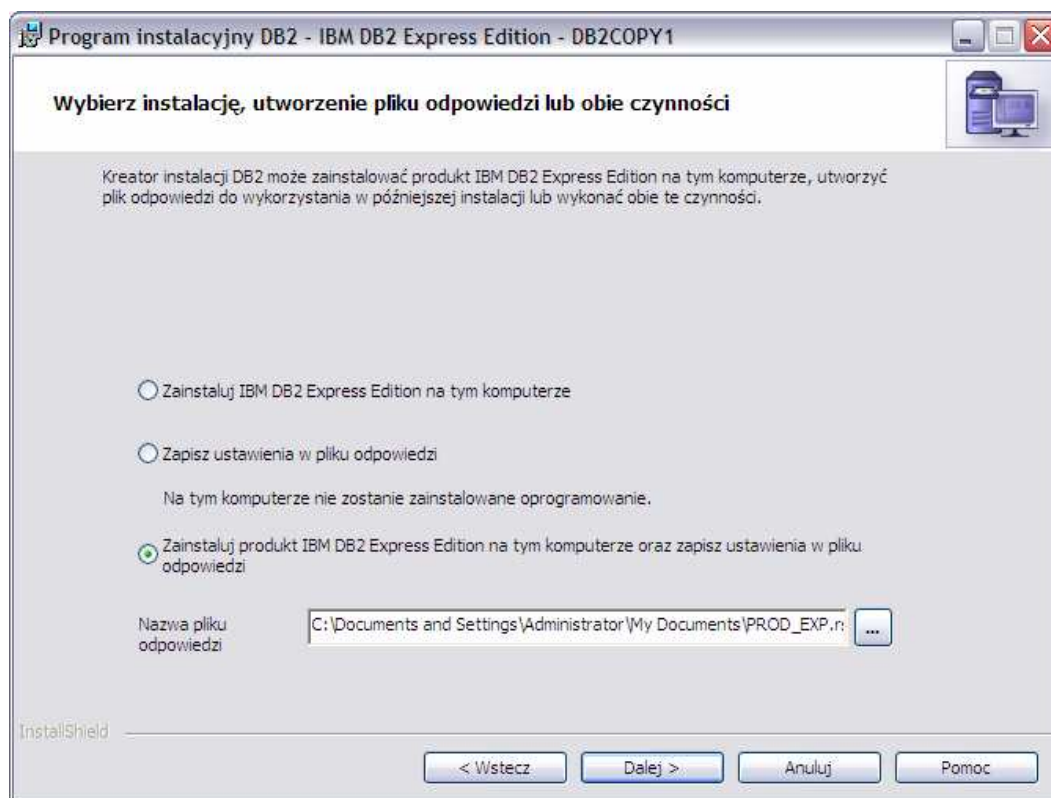 Program instalacyjny DB2 - IBM DB2 Express Edition - DB2COPY1
Wybierz instalację, utworzenie pliku odpowiedzi lub obie czynności
Kreator instalacji DB2 może zainstalować produkt IBM DB2 Express Edition na tym komputerze, utworzyć
plik odpowiedzi do wykorzystania w późniejszej instalacji lub wykonać obie te czynności.
Zainstaluj IBM DB2 Express Edition na tym komputerze
Zapisz ustawienia w pliku odpowiedzi
Na tym komputerze nie zostanie zainstalowane oprogramowanie.
Zainstaluj produkt IBM DB2 Express Edition na tym komputerze oraz zapisz ustawienia w pliku
odpowiedzi
Nazwa pliku
odpowiedzi
C:\Documents and Settings\Administrator\My Documents\PROD_EXP.r
...
InstallShield
< Wstecz
Dalej >
Anuluj
Pomoc